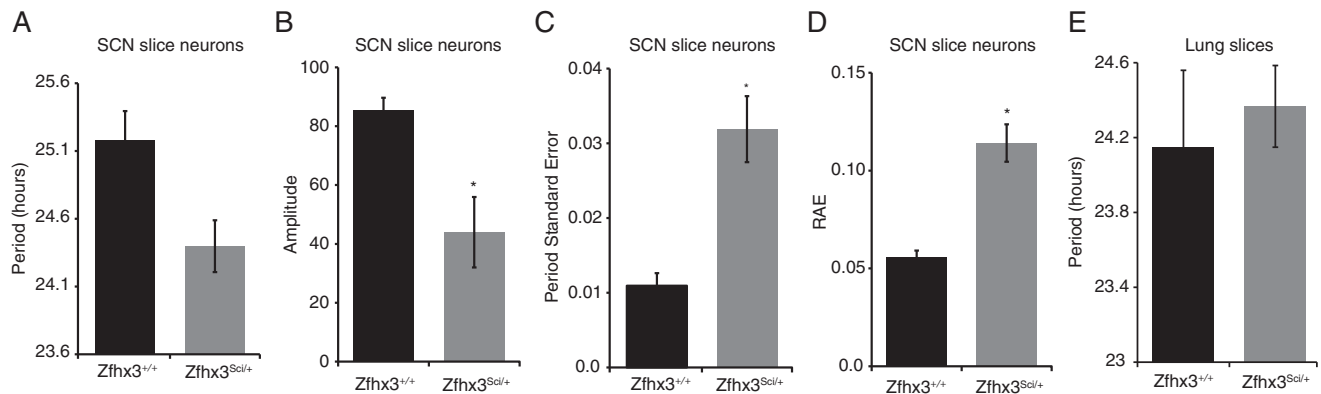 A
SCN slice neurons
Period (hours)
25.6
25.1
24.6
24.1
23.6
Zfhx3+/+
Zfhx3Sci/+
B
SCN slice neurons
Amplitude
100
80
60
40
20
0
*
Zfhx3+/+
Zfhx3Sci/+
C
SCN slice neurons
Period Standard Error
0.04
0.03
0.02
0.01
0.0
*
Zfhx3+/+
Zfhx3Sci/+
D
SCN slice neurons
RAE
0.15
0.10
0.05
0.0
*
Zfhx3+/+
Zfhx3Sci/+
E
Lung slices
Period (hours)
24.6
24.2
23.8
23.4
23
Zfhx3+/+
Zfhx3Sci/+